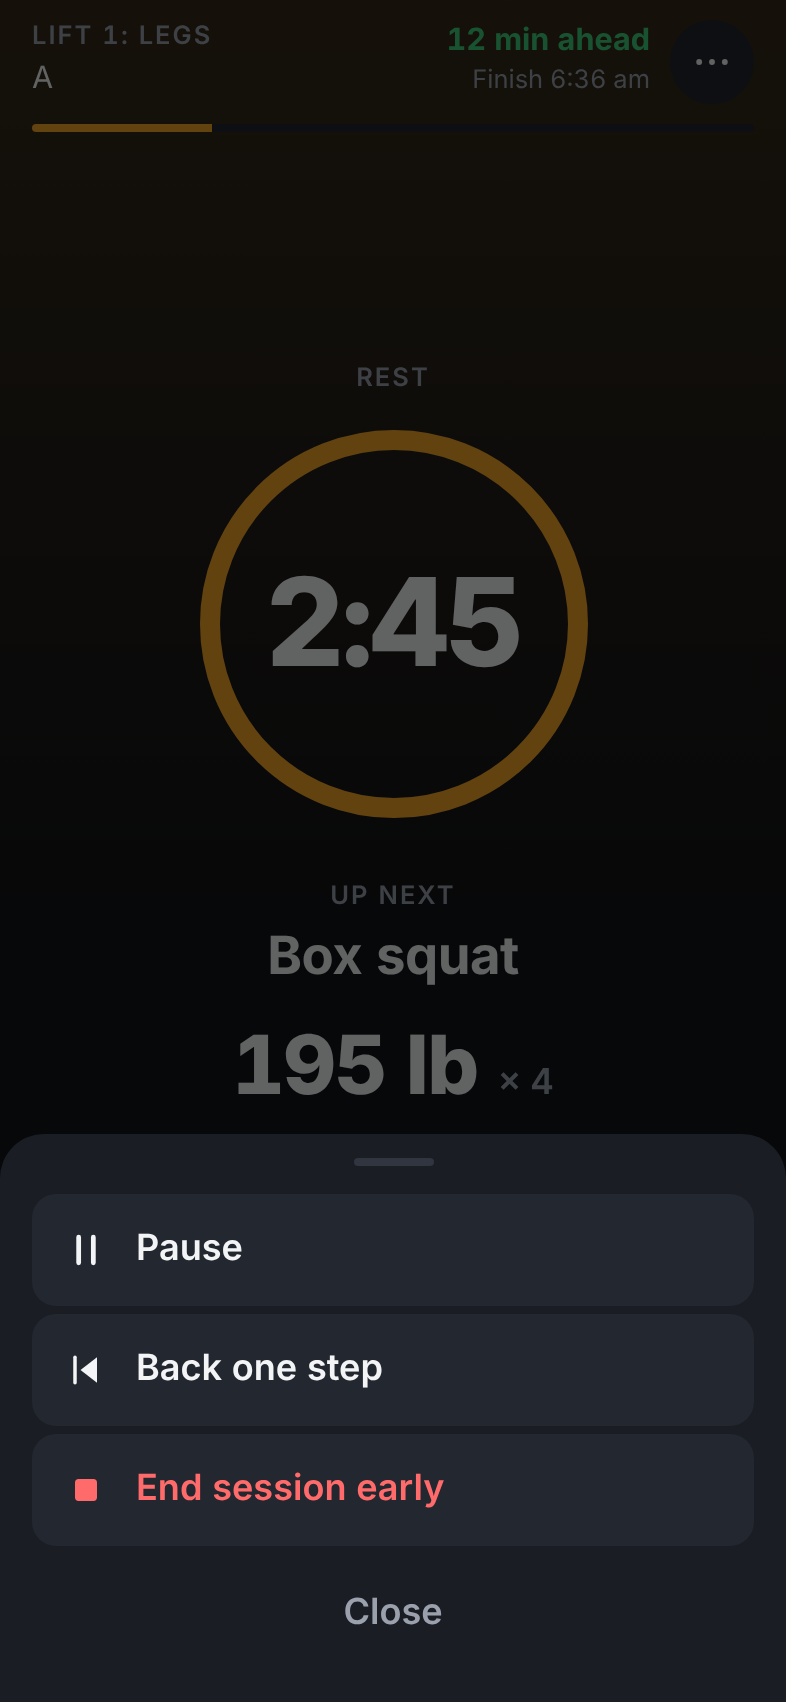 LIFT 1: LEGS
A
12 min ahead
Finish 6:36 am
REST
2:45
UP NEXT
Box squat
195 lb × 4
Pause
Back one step
End session early
Close